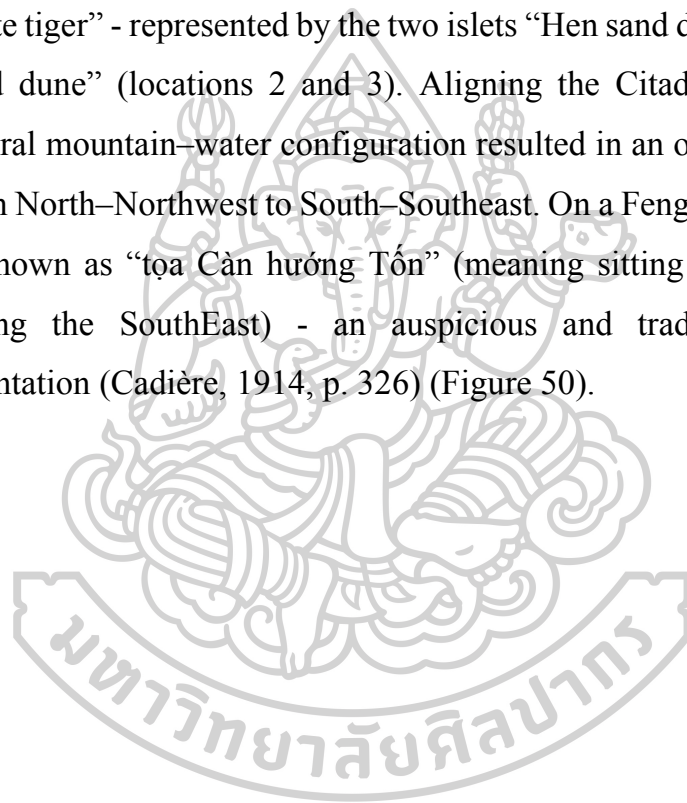 te tiger” - represented by the two islets “Hen sand d
d dune” (locations 2 and 3). Aligning the Citad
ral mountain–water configuration resulted in an o
n North–Northwest to South–Southeast. On a Feng
nown as “tọa Càn hướng Tốn” (meaning sitting
ng the SouthEast) - an auspicious and trad
ntation (Cadière, 1914, p. 326) (Figure 50).
มหาวิทยาลัยศิลปากร